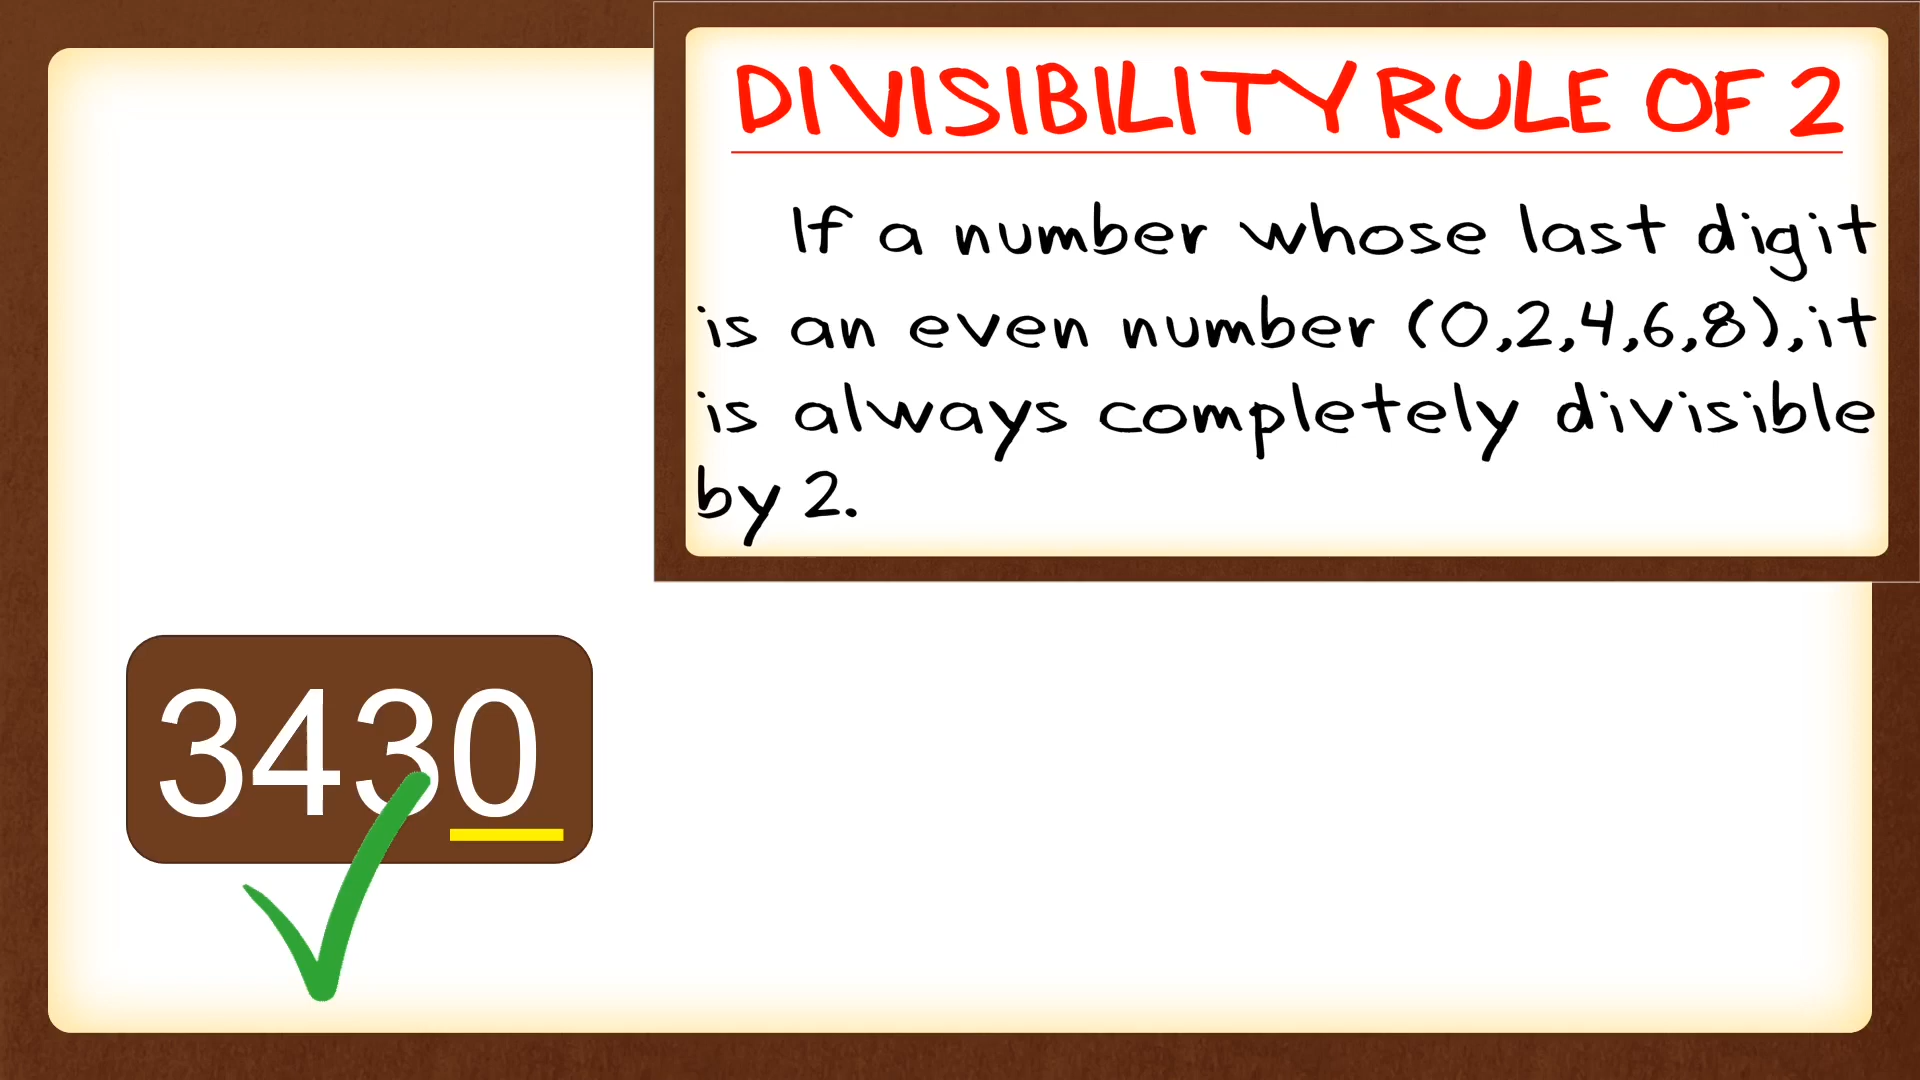 DIVISIBILITY RULE OF 2
If a number whose last digit
is an even number (0,2,4,6,8),it
is always completely divisible
by 2.
3430